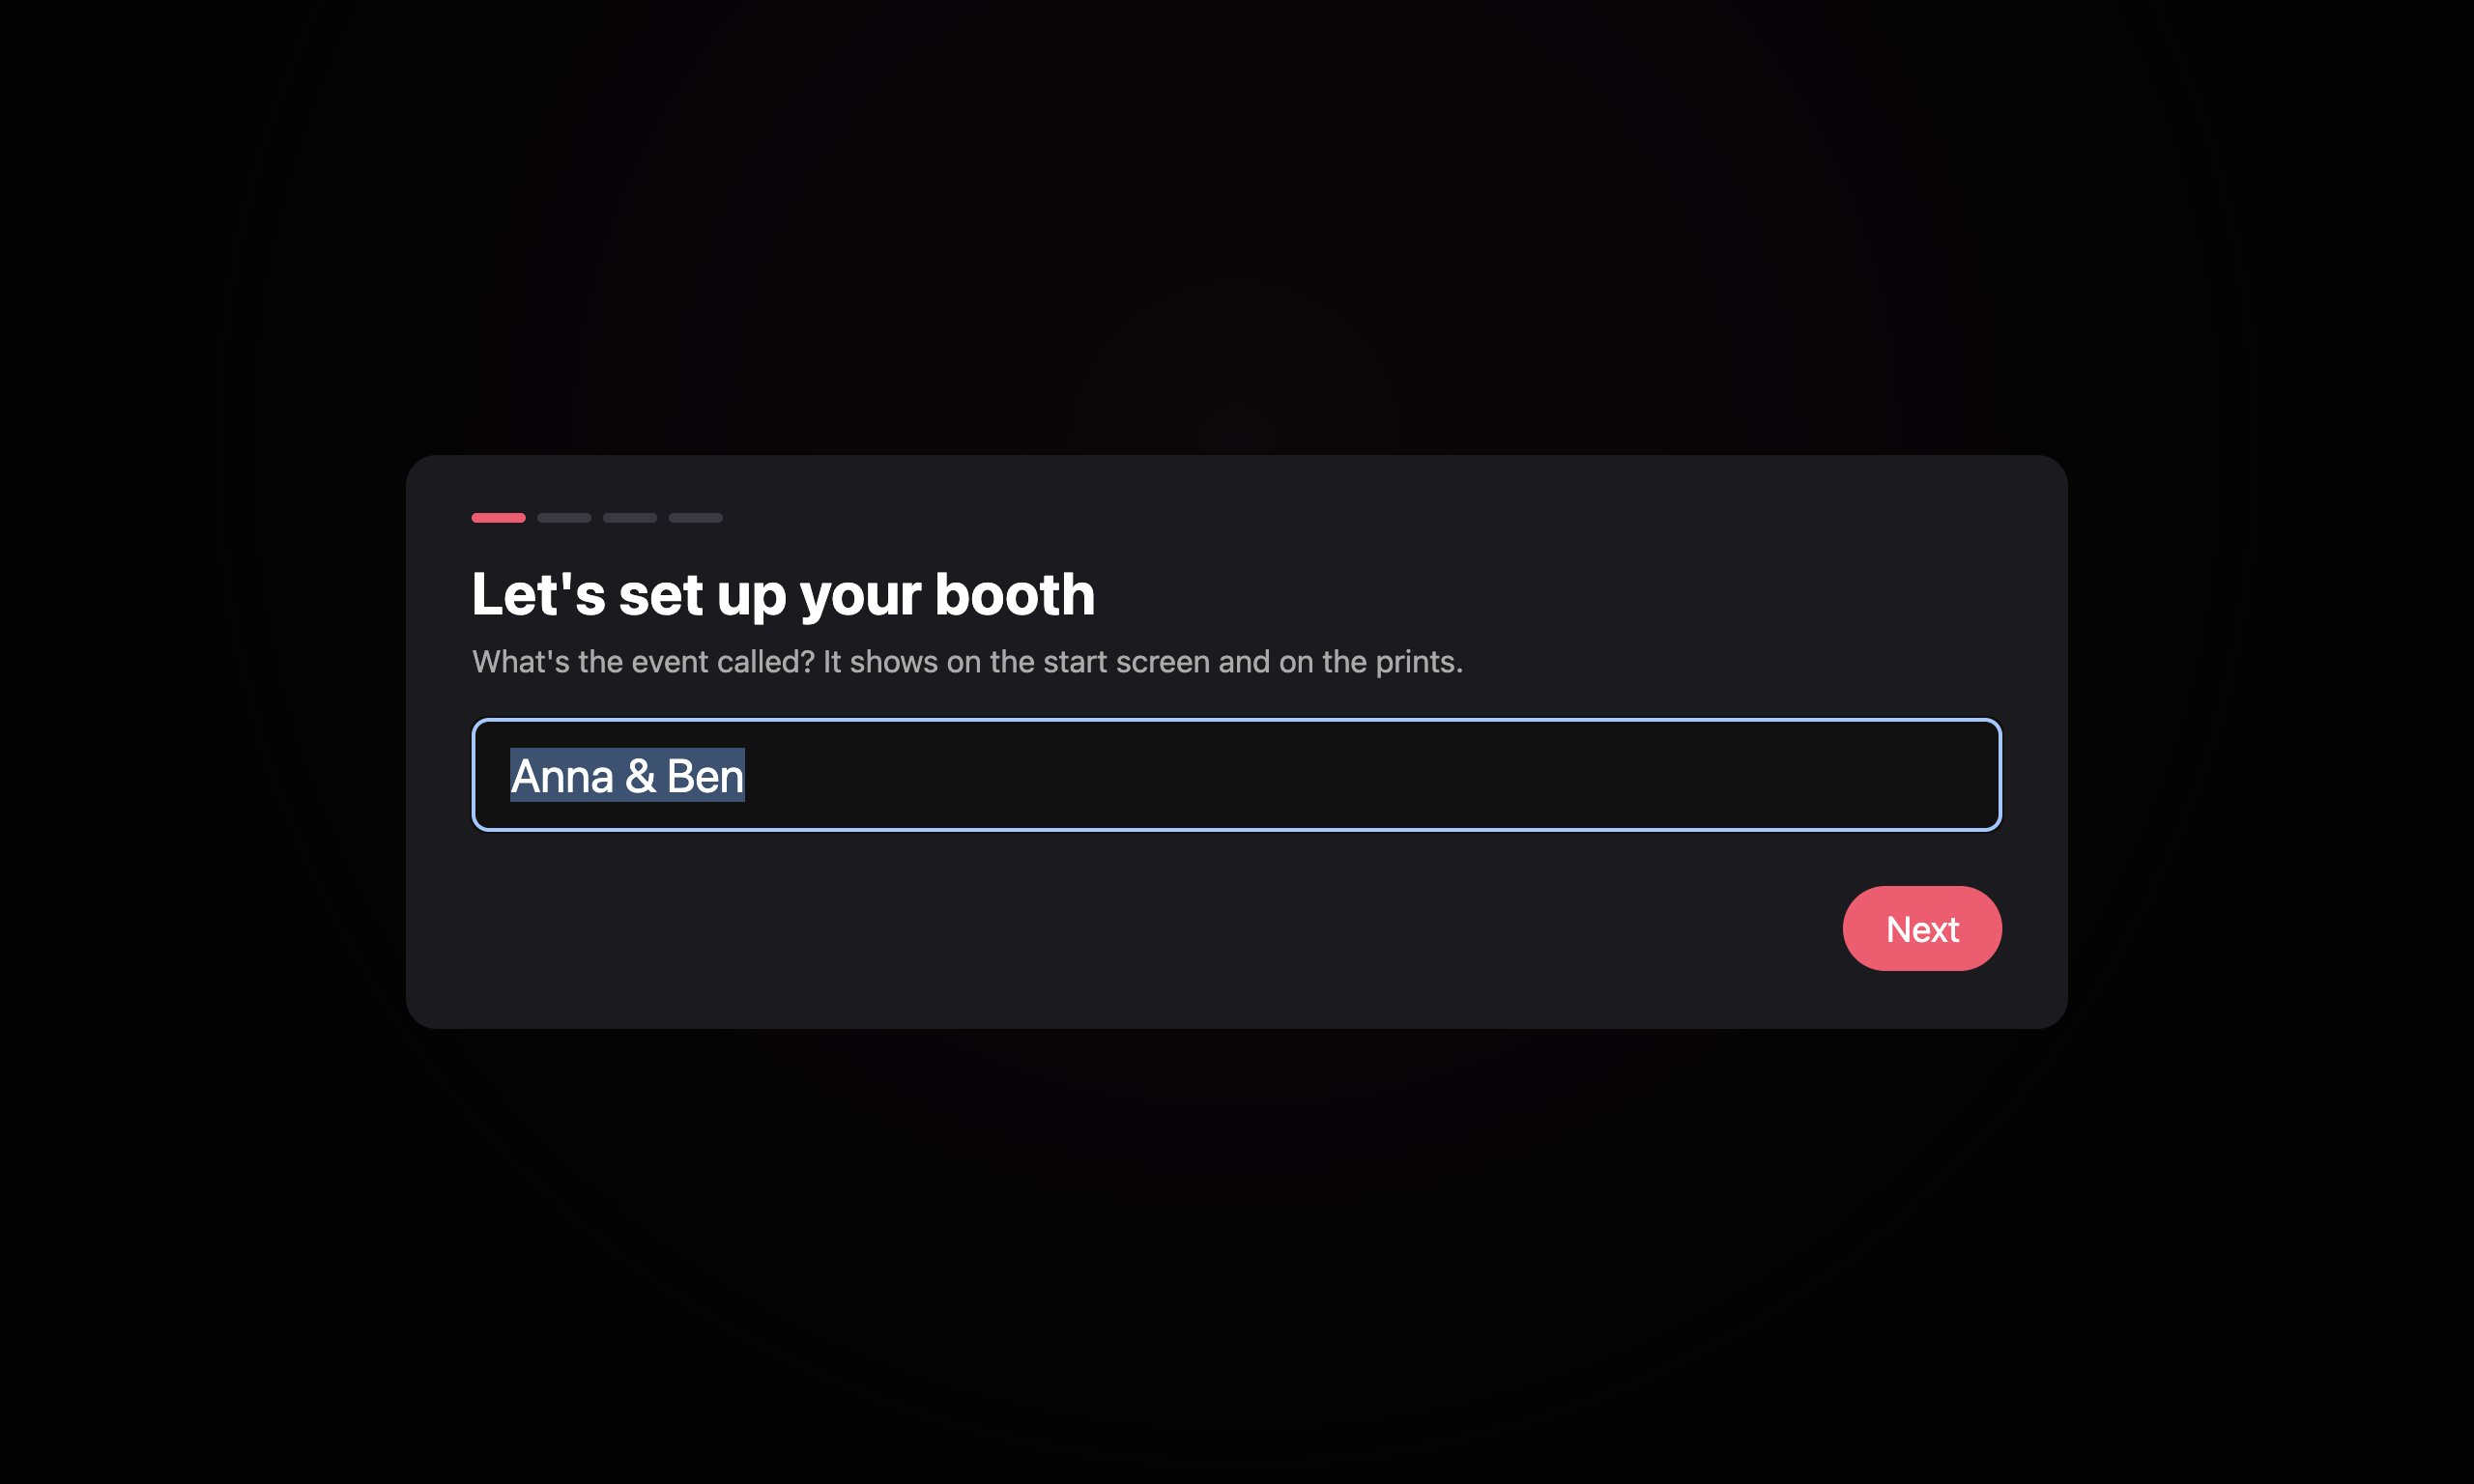 Let's set up your booth
What's the event called? It shows on the start screen and on the prints.
Anna & Ben
Next